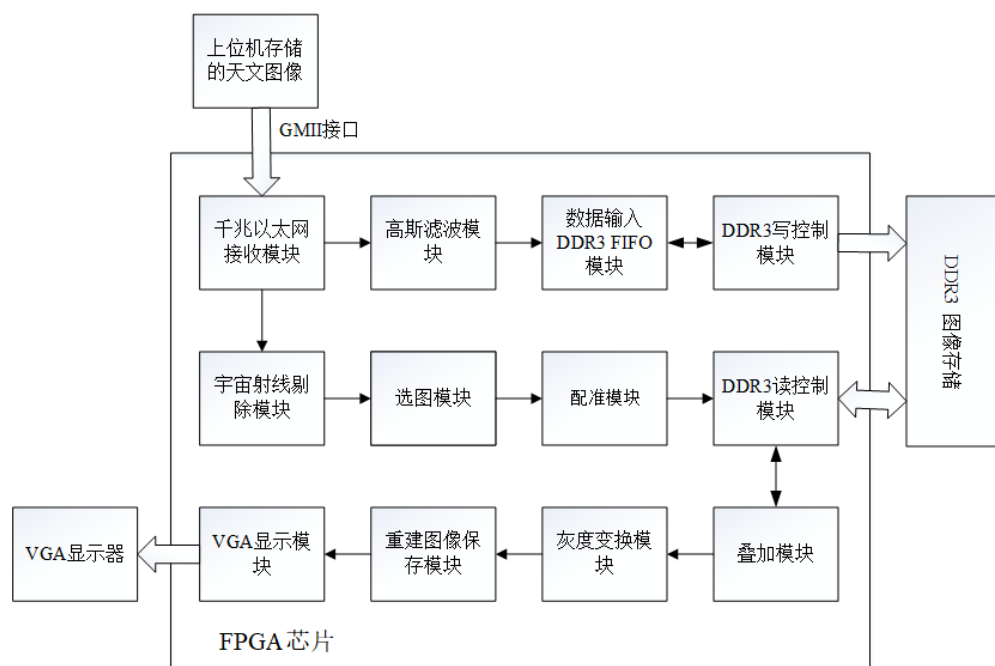 上位机存储
的天文图像
GMII接口
千兆以太网
接收模块
高斯滤波模
块
数据输入
DDR3 FIFO
模块
DDR3写控制
模块
DDR3 图像存储
宇宙射线剔
除模块
选图模块
配准模块
DDR3读控制
模块
VGA显示器
VGA显示模
块
重建图像保
存模块
灰度变换模
块
叠加模块
FPGA 芯片